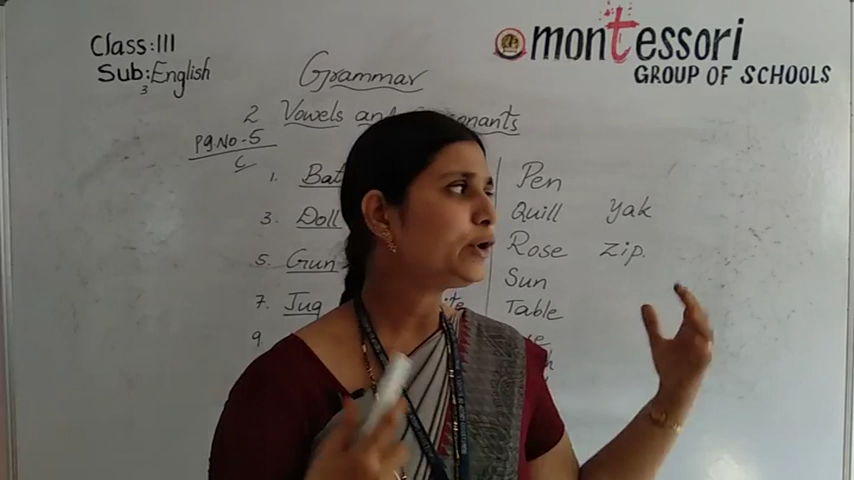 Class:III
Sub:English
3
montessori
GROUP OF SCHOOLS
Grammar
2 Vowels and
Pg.No-5
1. Bat
3. Doll
5. Gun
7. Jug
9.
Pen
Quill yak
Rose zip.
Sun
Table